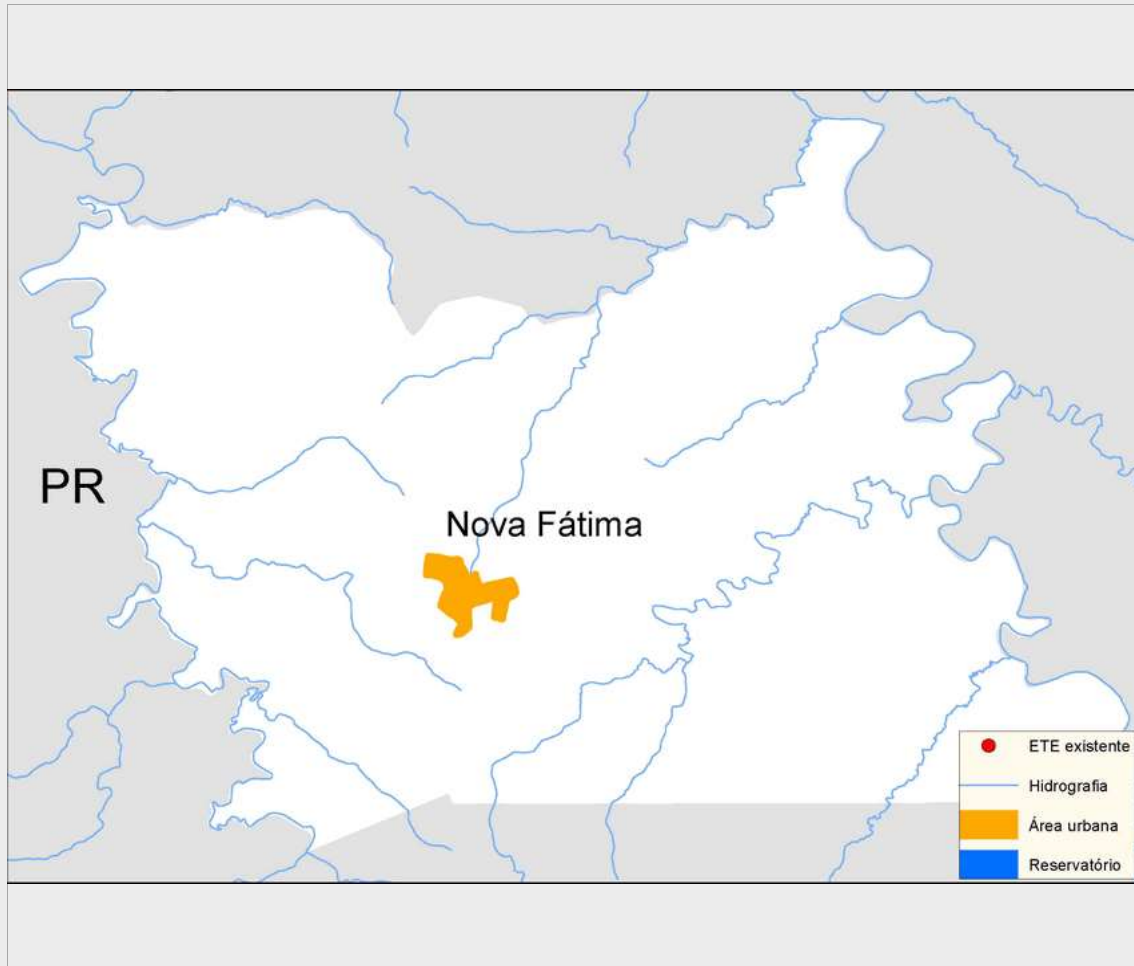 PR
Nova Fátima
ETE existente
Hidrografia
Área urbana
Reservatório